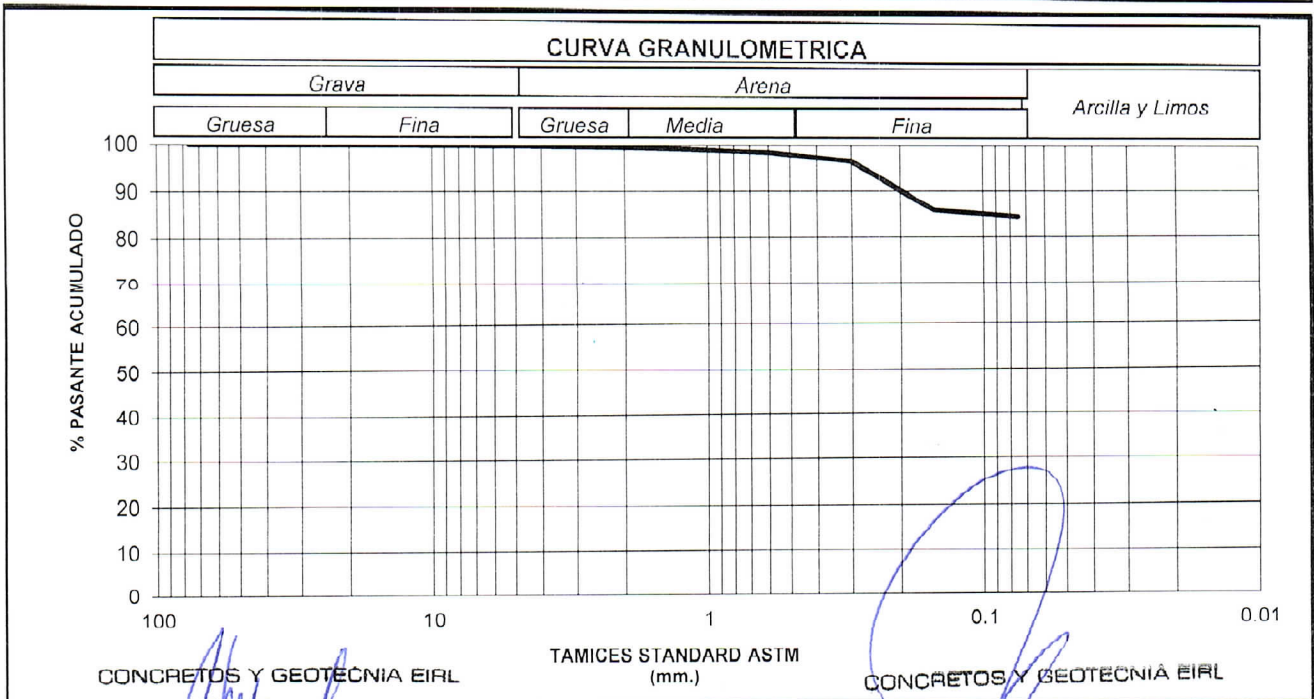 CURVA GRANULOMETRICA
Grava Arena Arcilla y Limos
Gruesa Fina Gruesa Media Fina
% PASANTE ACUMULADO
100
90
80
70
60
50
40
30
20
10
0
100 10 1 0.1 0.01
TAMICES STANDARD ASTM
(mm.)
CONCRETOS Y GEOTECNIA EIRL
CONCRETOS Y GEOTECNIA EIRL